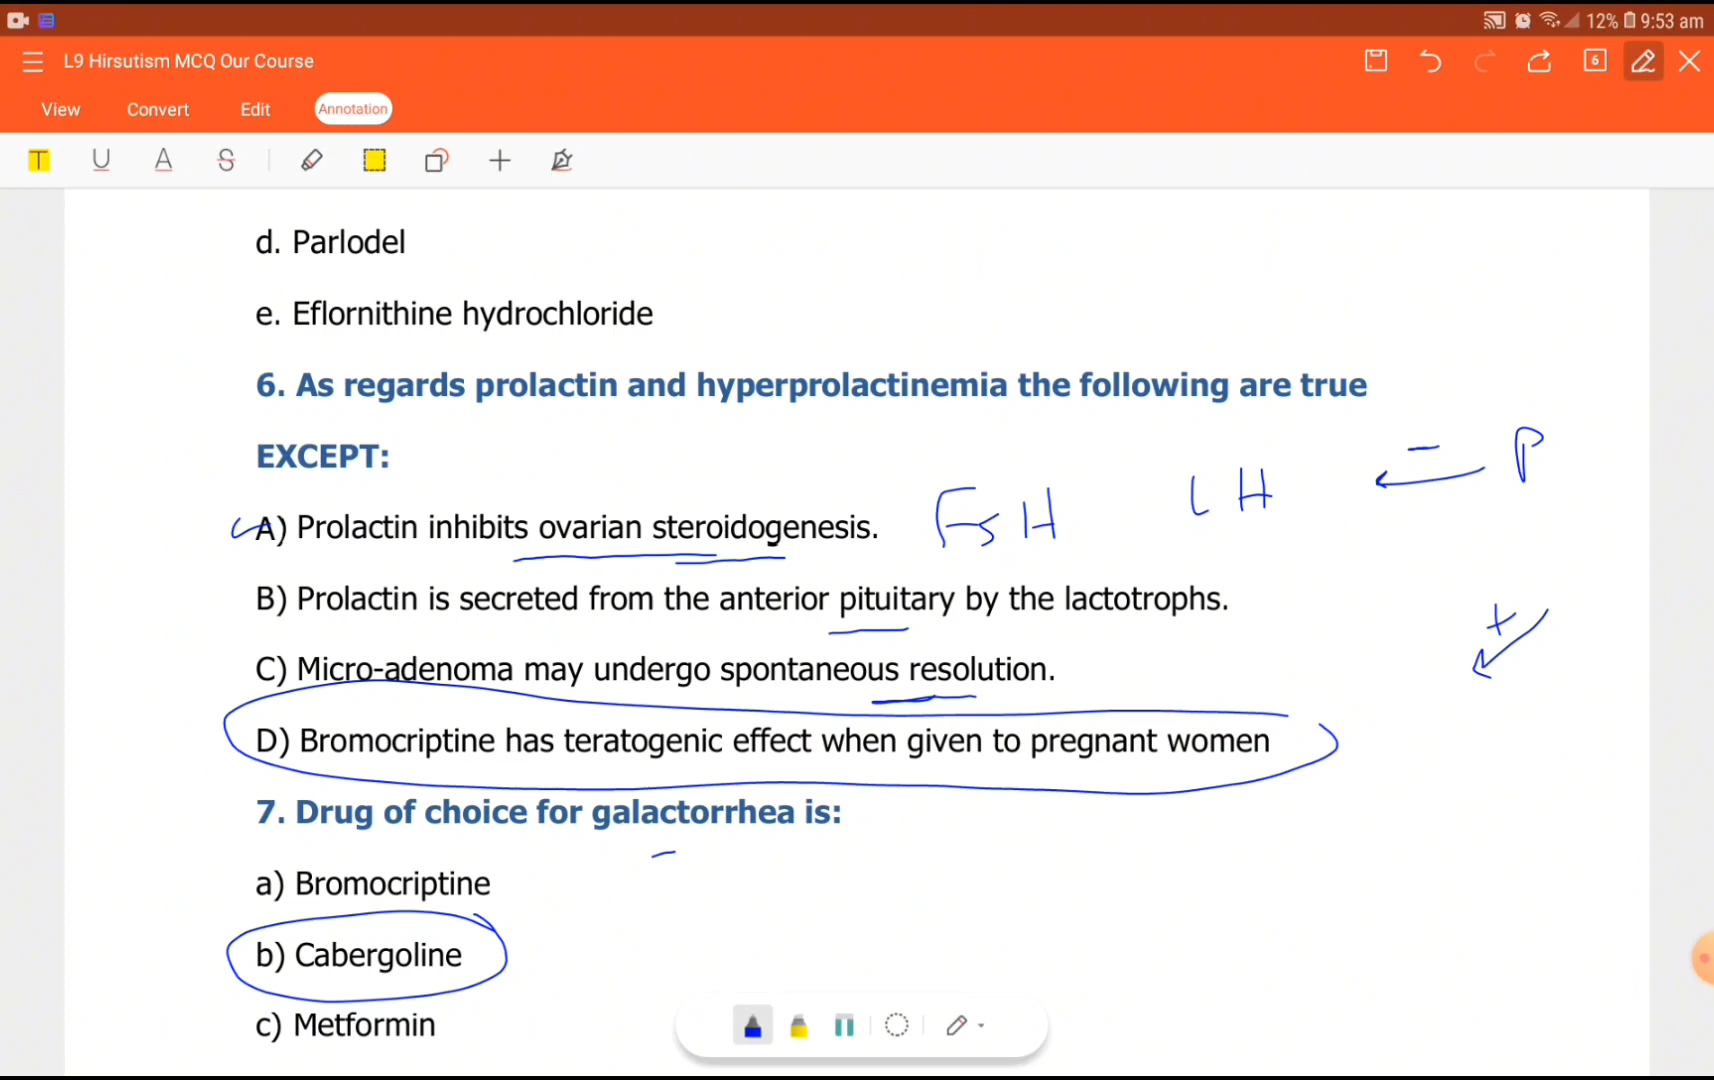 12% 9:53 am
L9 Hirsutism MCQ Our Course
6
View Convert Edit Annotation
T U A S
d. Parlodel
e. Eflornithine hydrochloride
6. As regards prolactin and hyperprolactinemia the following are true
EXCEPT:
P
A) Prolactin inhibits ovarian steroidogenesis. FSH LH
B) Prolactin is secreted from the anterior pituitary by the lactotrophs.
C) Micro-adenoma may undergo spontaneous resolution.
D) Bromocriptine has teratogenic effect when given to pregnant women
7. Drug of choice for galactorrhea is:
a) Bromocriptine
b) Cabergoline
c) Metformin